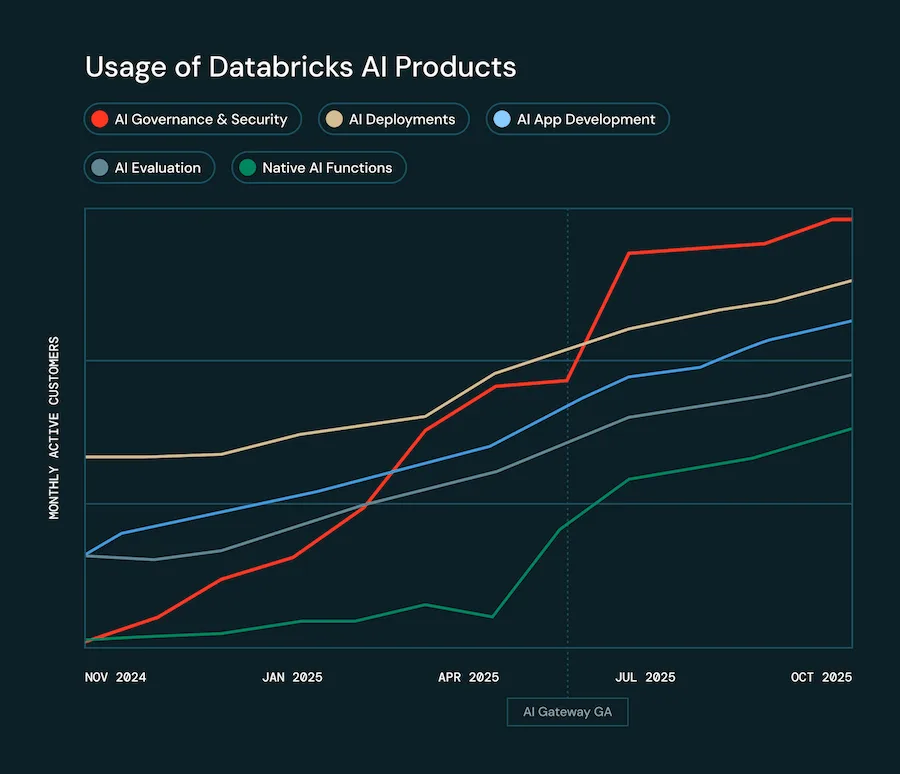 Usage of Databricks AI Products
AI Governance & Security
AI Deployments
AI App Development
AI Evaluation
Native AI Functions
MONTHLY ACTIVE CUSTOMERS
NOV 2024
JAN 2025
APR 2025
JUL 2025
OCT 2025
AI Gateway GA